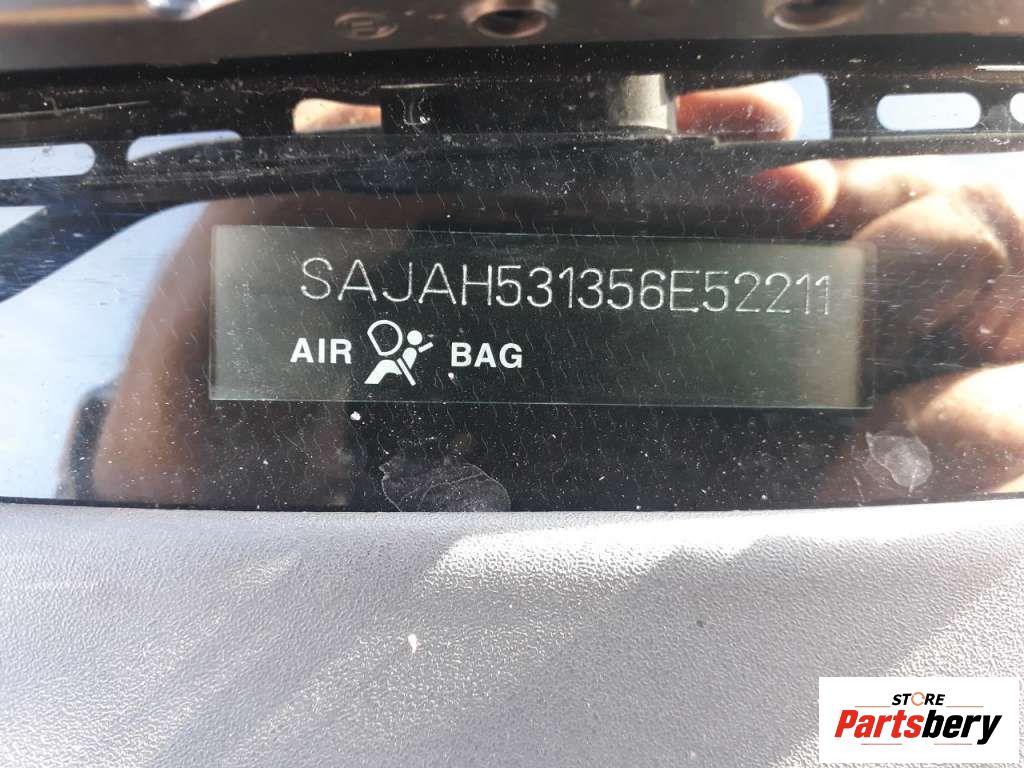 SAJAH531356E52211
AIR BAG
STORE
Partsbery